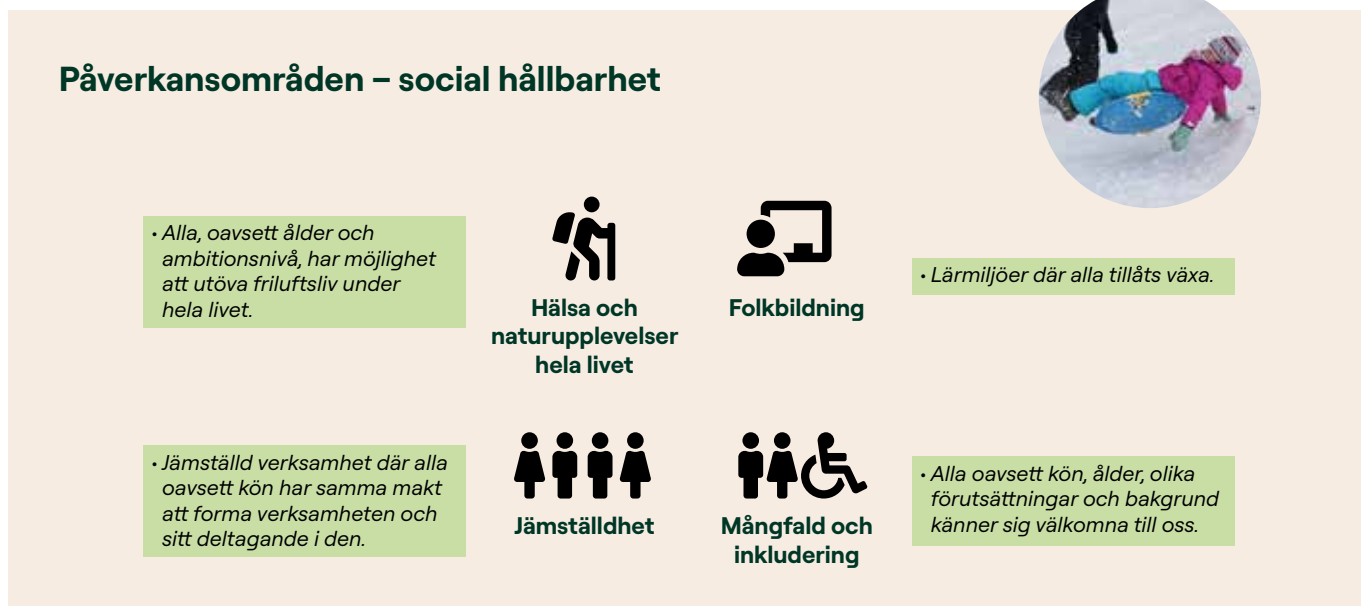 Påverkansområden – social hållbarhet
• Alla, oavsett ålder och
ambitionsnivå, har möjlighet
att utöva friluftsliv under
hela livet.
Hälsa och
naturupplevelser
hela livet
Folkbildning
• Lärmiljöer där alla tillåts växa.
• Jämställd verksamhet där alla
oavsett kön har samma makt
att forma verksamheten och
sitt deltagande i den.
Jämställdhet
Mångfald och
inkludering
• Alla oavsett kön, ålder, olika
förutsättningar och bakgrund
känner sig välkomna till oss.